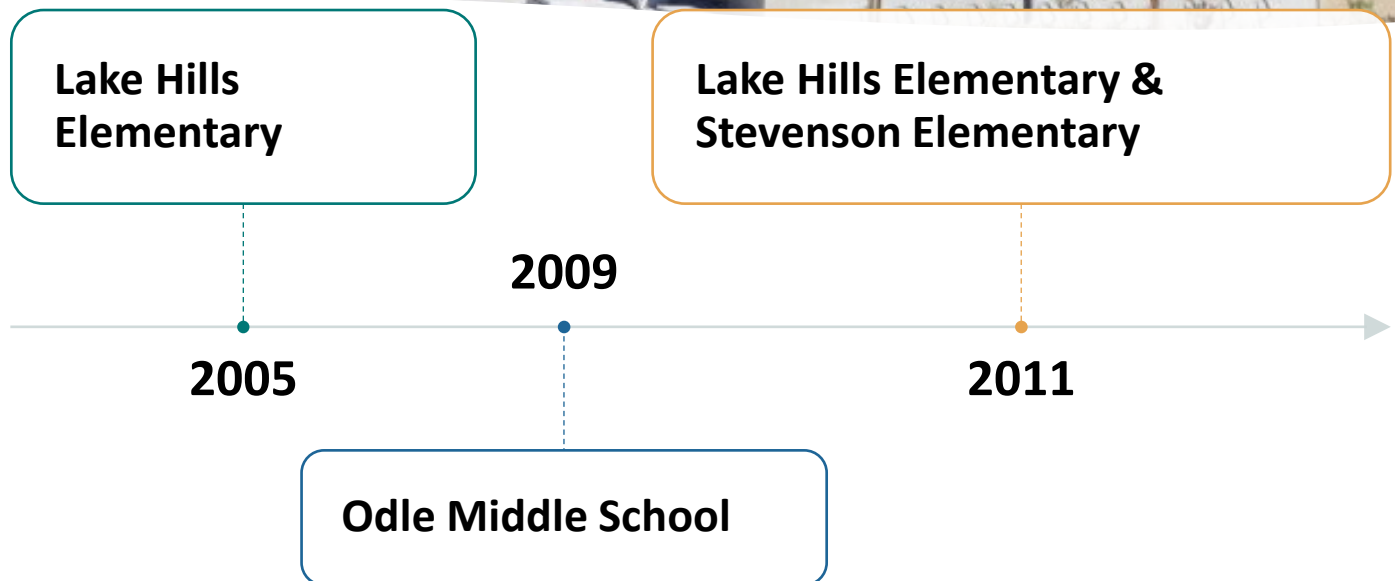 Lake Hills
Elementary
Lake Hills Elementary &
Stevenson Elementary
2009
2005
2011
Odle Middle School